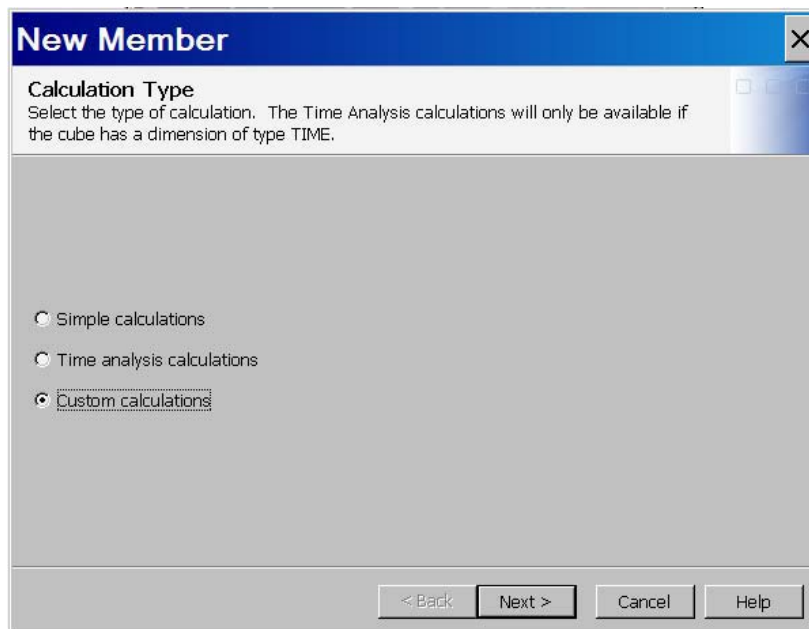 New Member
Calculation Type
Select the type of calculation. The Time Analysis calculations will only be available if
the cube has a dimension of type TIME.
Simple calculations
Time analysis calculations
Custom calculations
< Back Next > Cancel Help